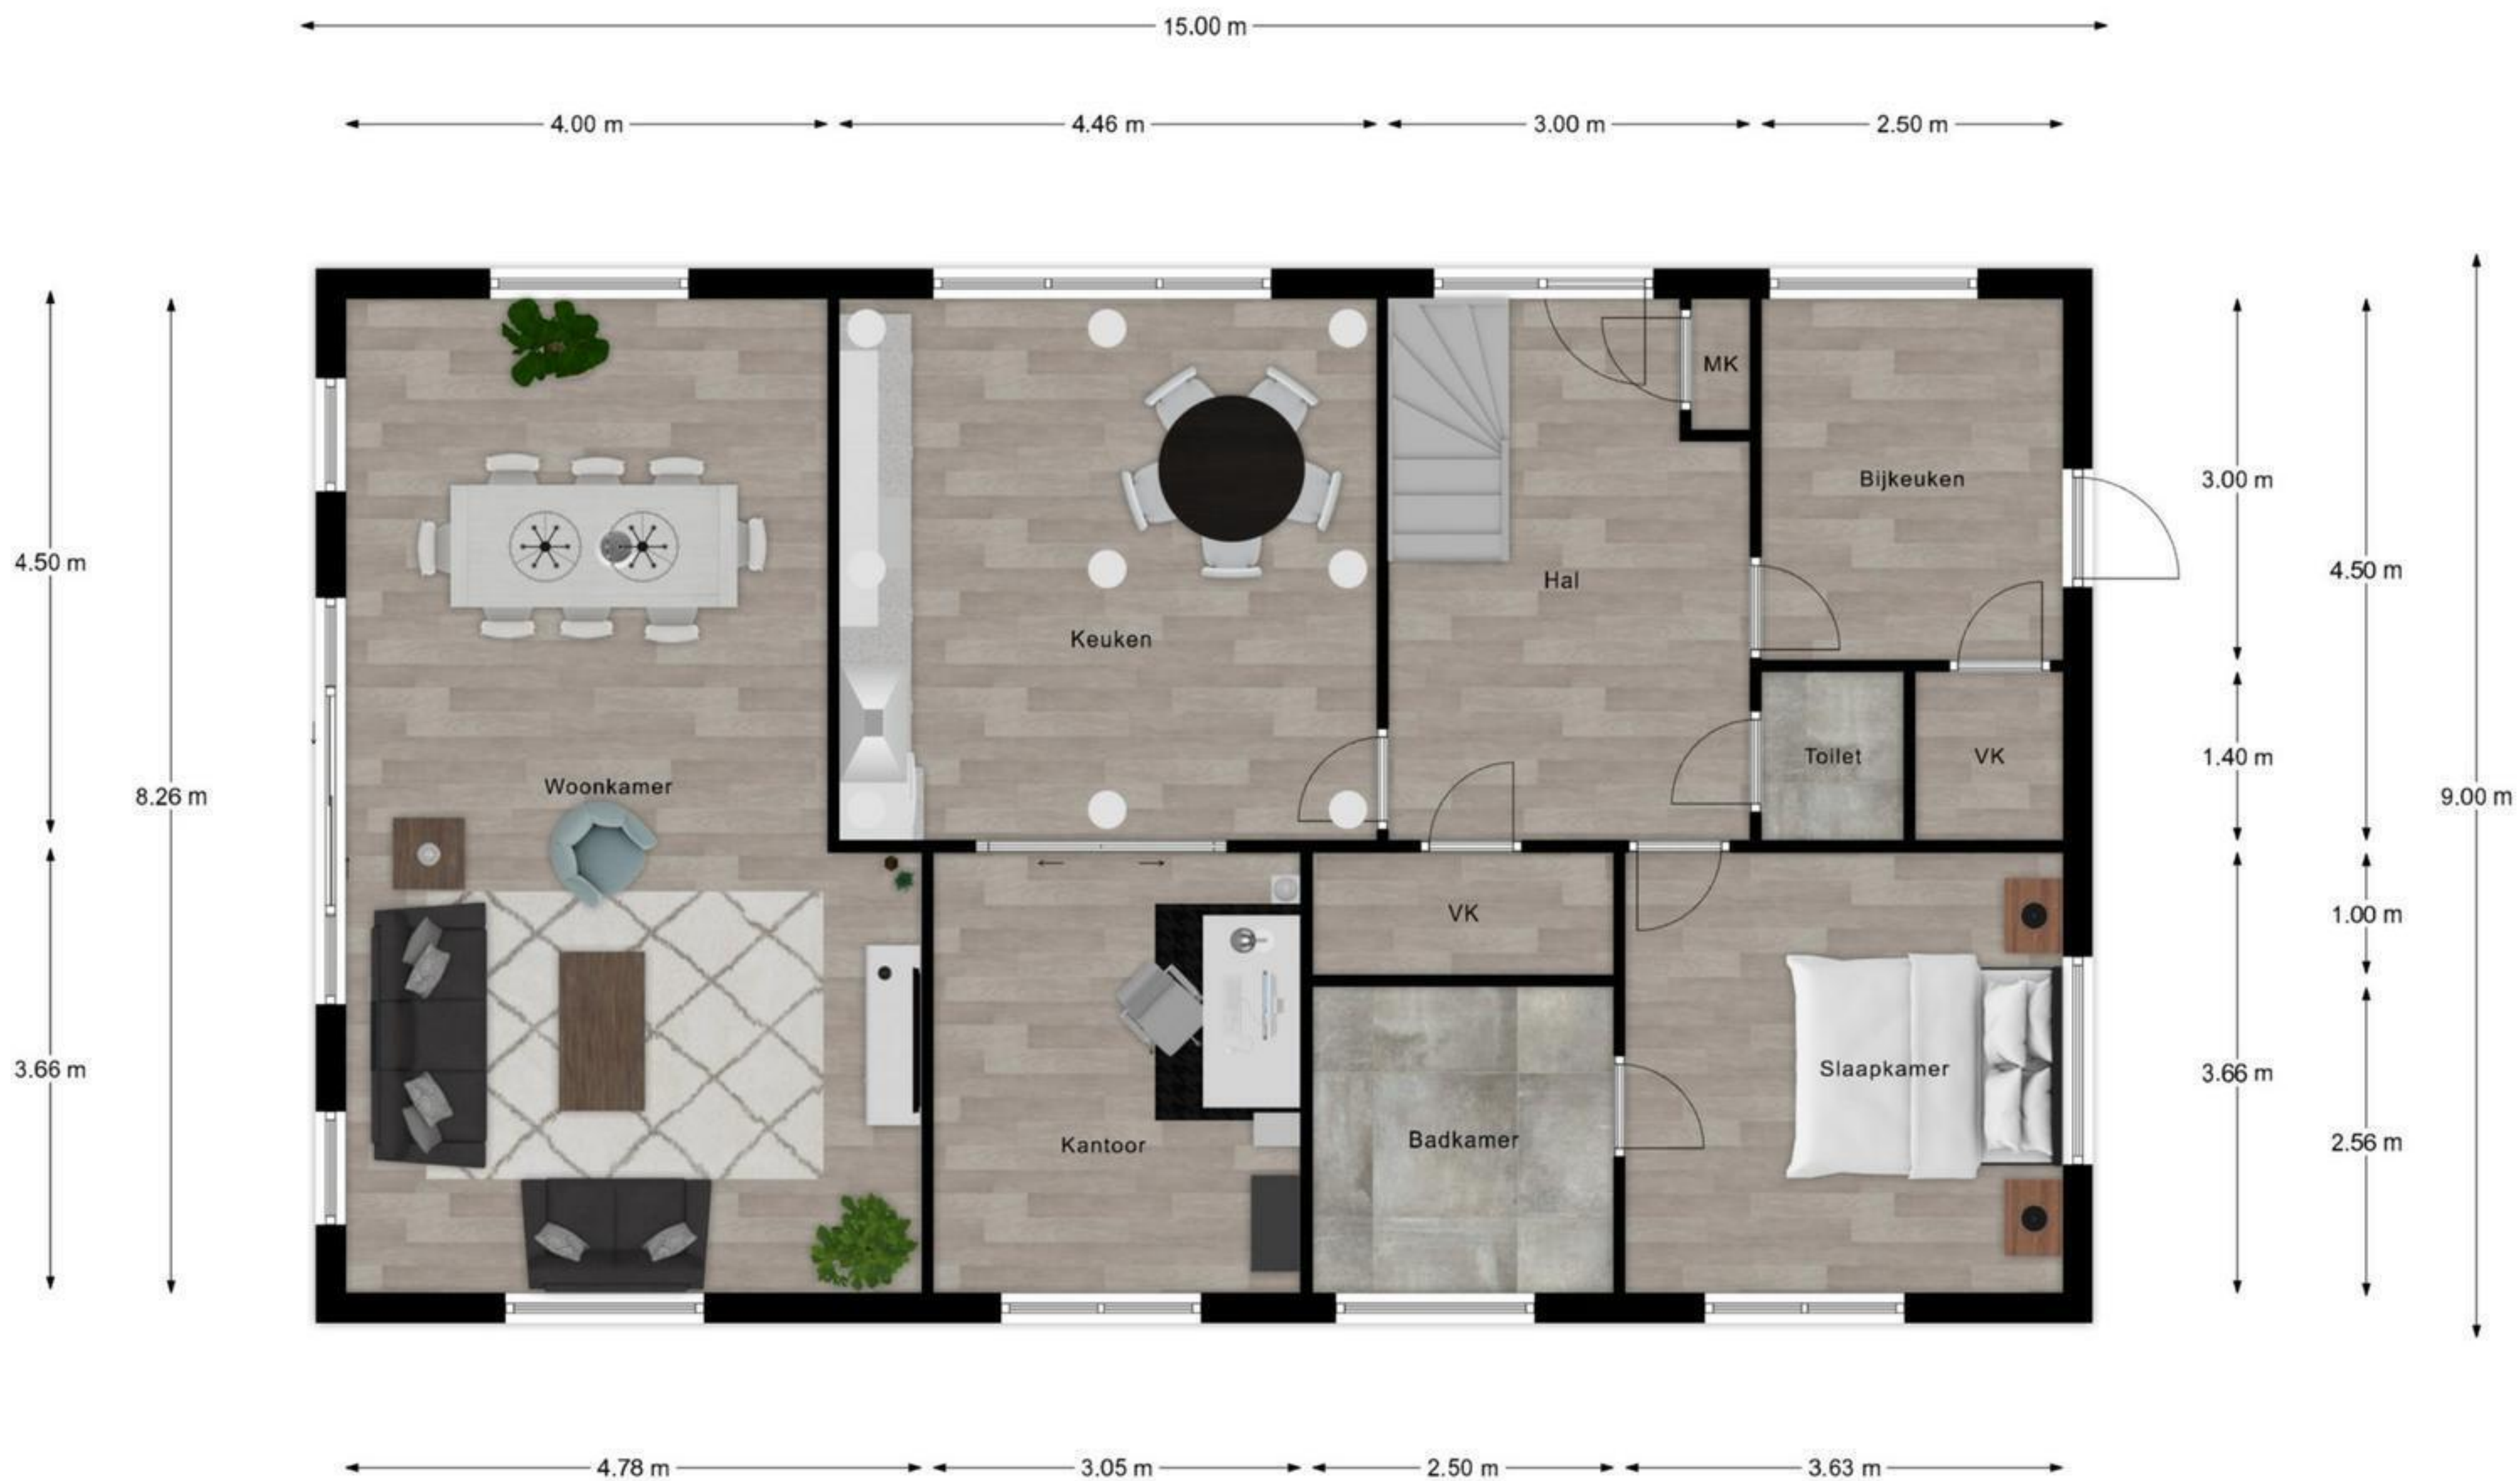 15.00 m
4.00 m
4.46 m
3.00 m
2.50 m
MK
Bijkeuken
3.00 m
4.50 m
4.50 m
Hal
Keuken
Toilet
VK
1.40 m
Woonkamer
8.26 m
9.00 m
VK
1.00 m
3.66 m
Slaapkamer
3.66 m
Kantoor
Badkamer
2.56 m
4.78 m
3.05 m
2.50 m
3.63 m